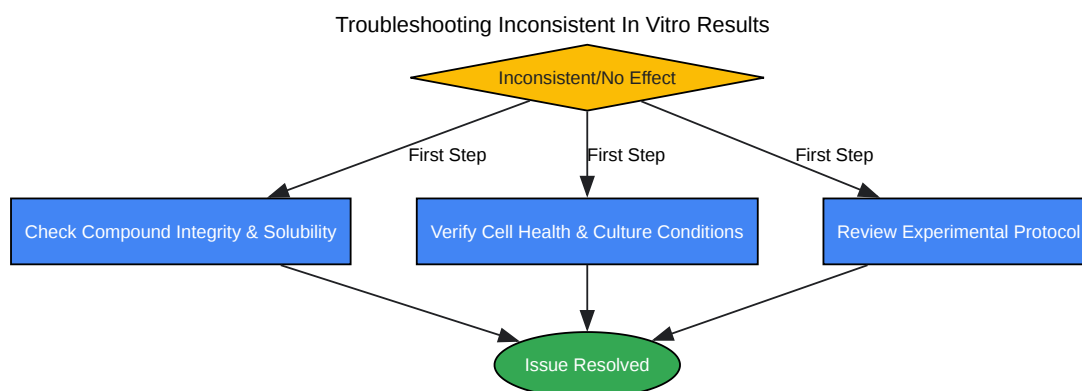 Troubleshooting Inconsistent In Vitro Results
Inconsistent/No Effect
First Step
First Step
First Step
Check Compound Integrity & Solubility
Verify Cell Health & Culture Conditions
Review Experimental Protocol
Issue Resolved